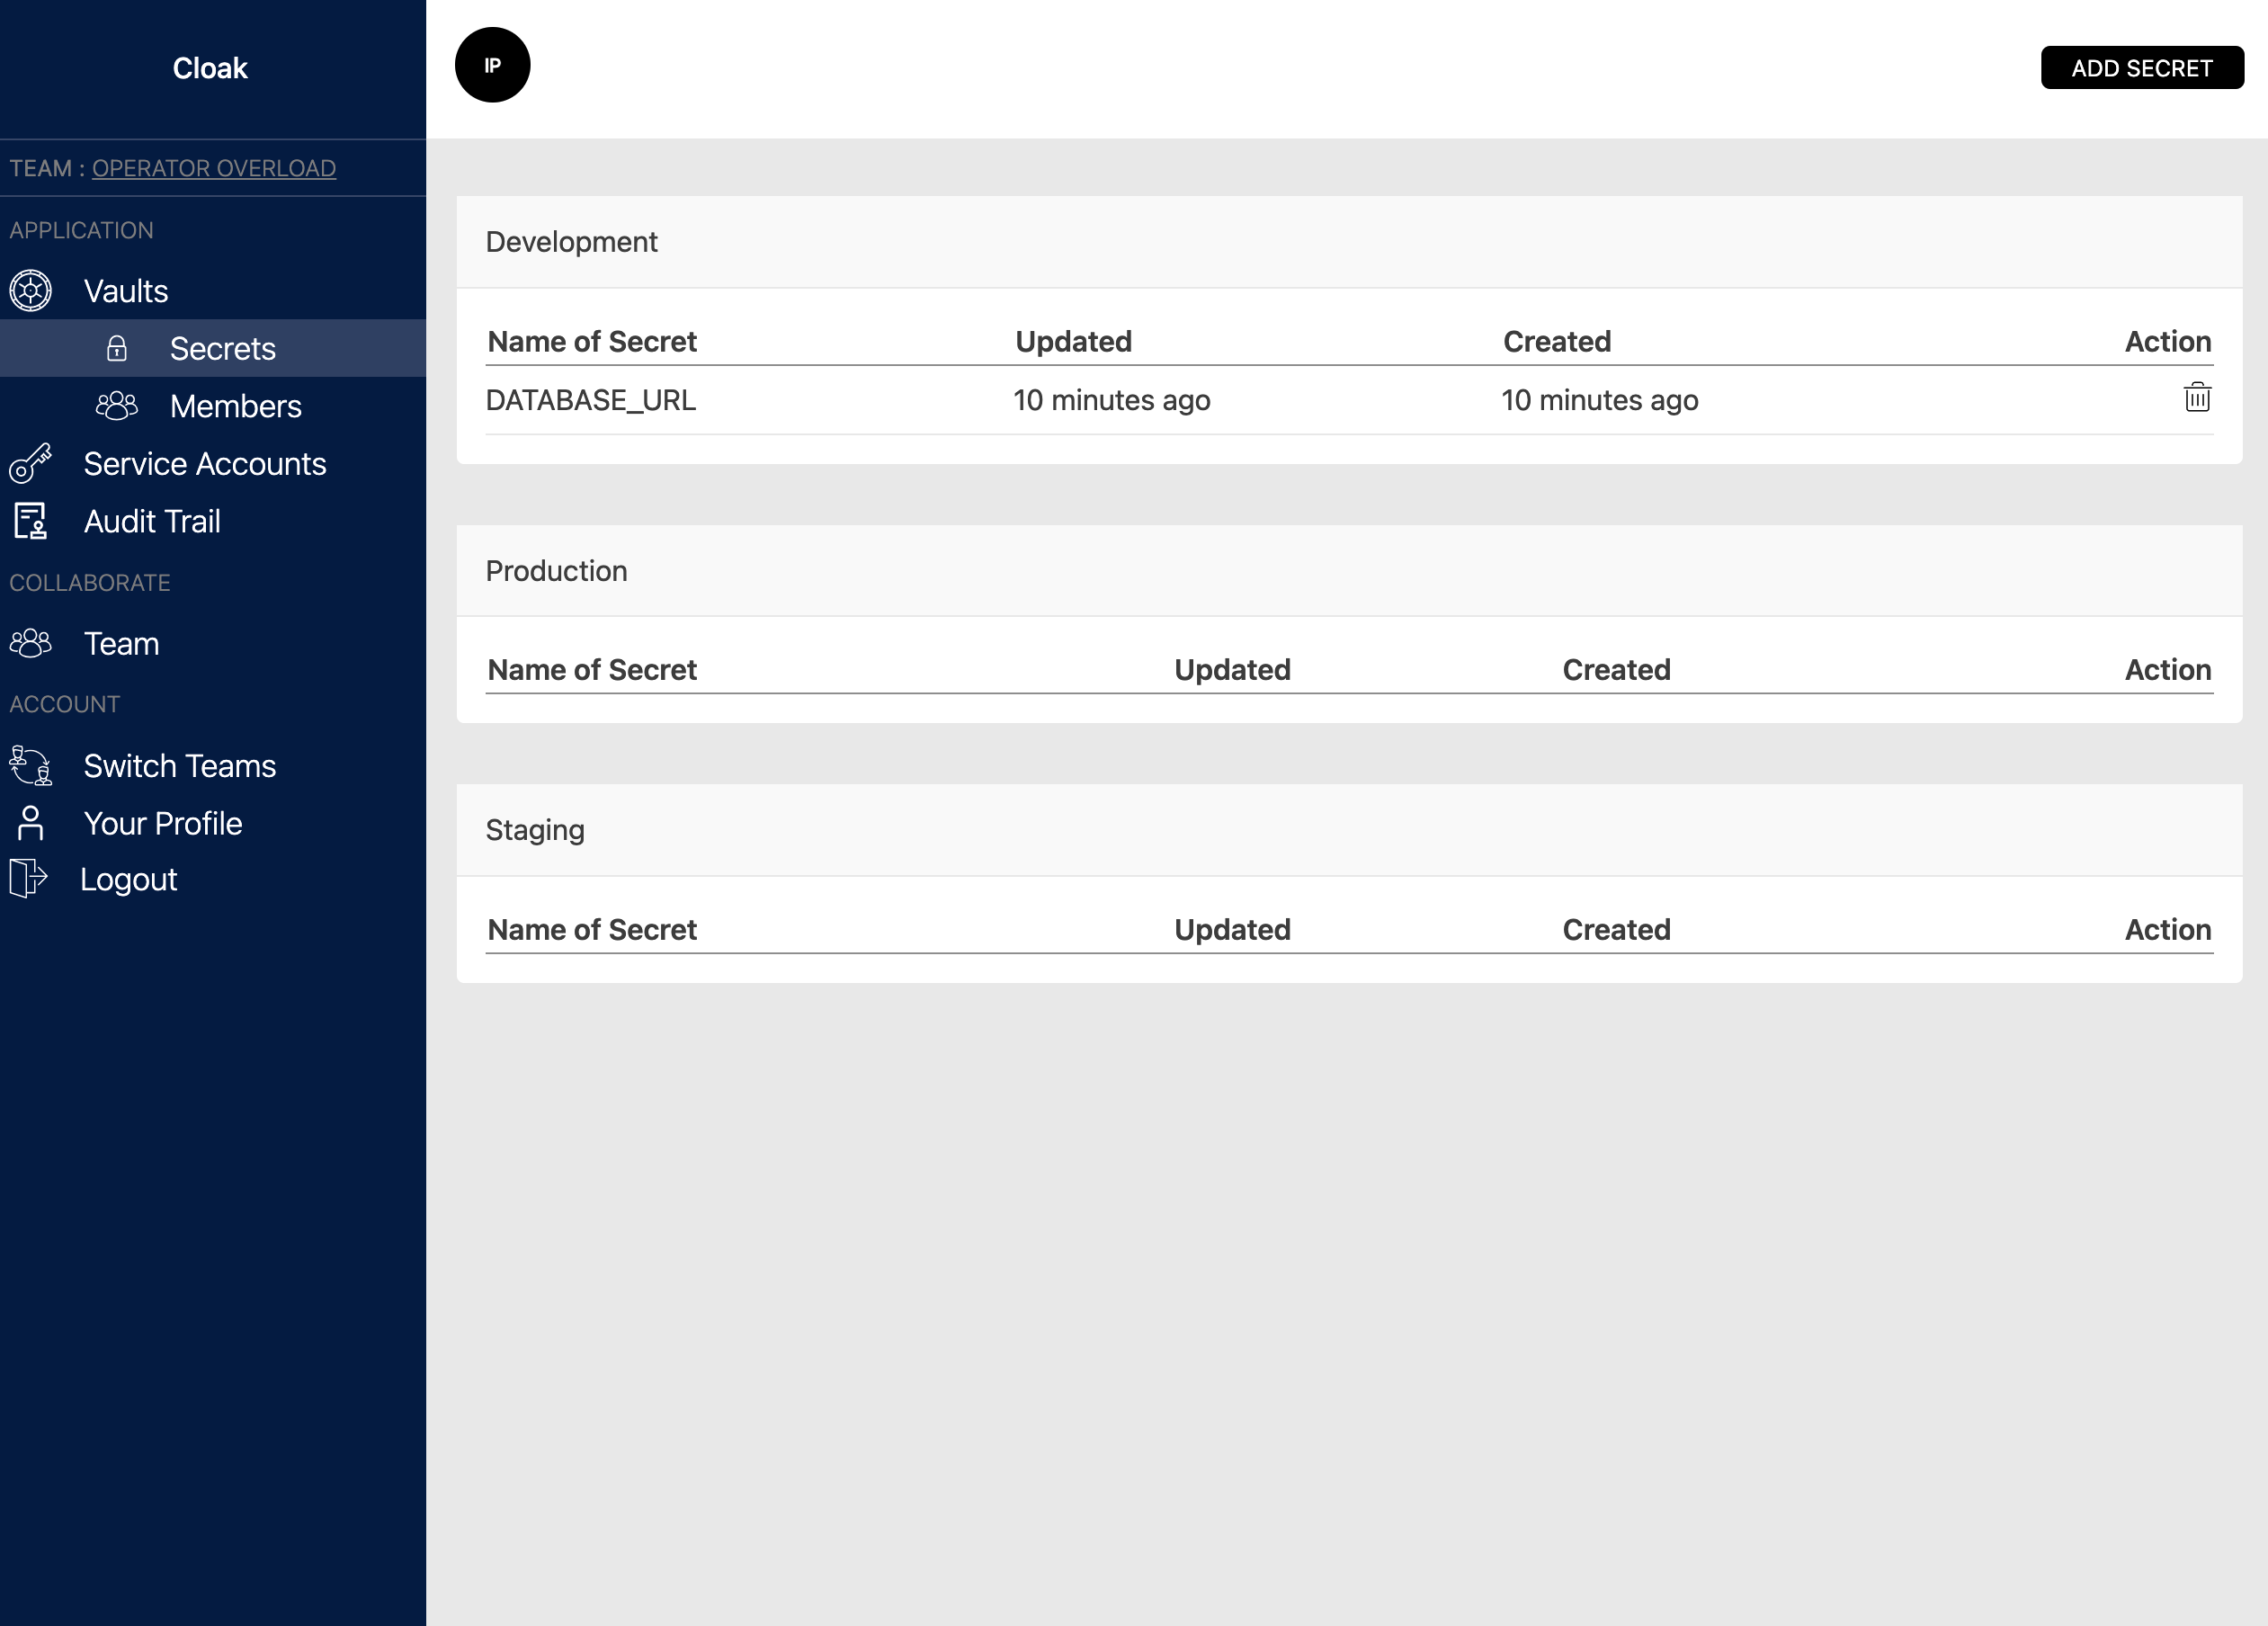 Cloak
IP
ADD SECRET
TEAM : OPERATOR OVERLOAD
APPLICATION
Vaults
Secrets
Members
Service Accounts
Audit Trail
COLLABORATE
Team
ACCOUNT
Switch Teams
Your Profile
Logout
Development
Name of Secret Updated Created Action
DATABASE_URL 10 minutes ago 10 minutes ago
Production
Name of Secret Updated Created Action
Staging
Name of Secret Updated Created Action